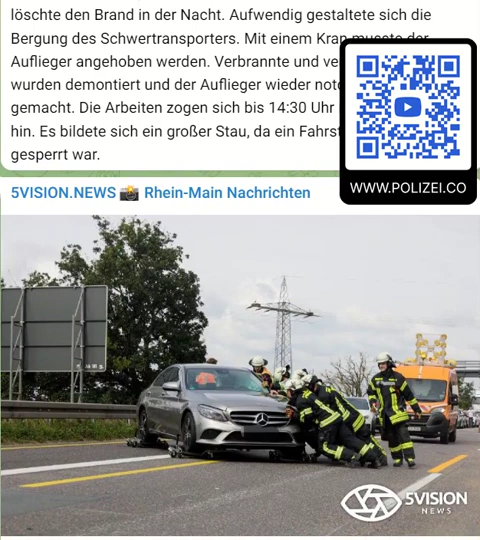 löschte den Brand in der Nacht. Aufwendig gestaltete sich die
Bergung des Schwertransporters. Mit einem Kran musste der
Auflieger angehoben werden. Verbrannte und
wurden demontiert und der Auflieger wieder
gemacht. Die Arbeiten zogen sich bis 14:30 Uhr
hin. Es bildete sich ein großer Stau, da ein
gesperrt war.
WWW.POLIZEI.CO
5VISION.NEWS 📸 Rhein-Main Nachrichten
5VISION
NEWS